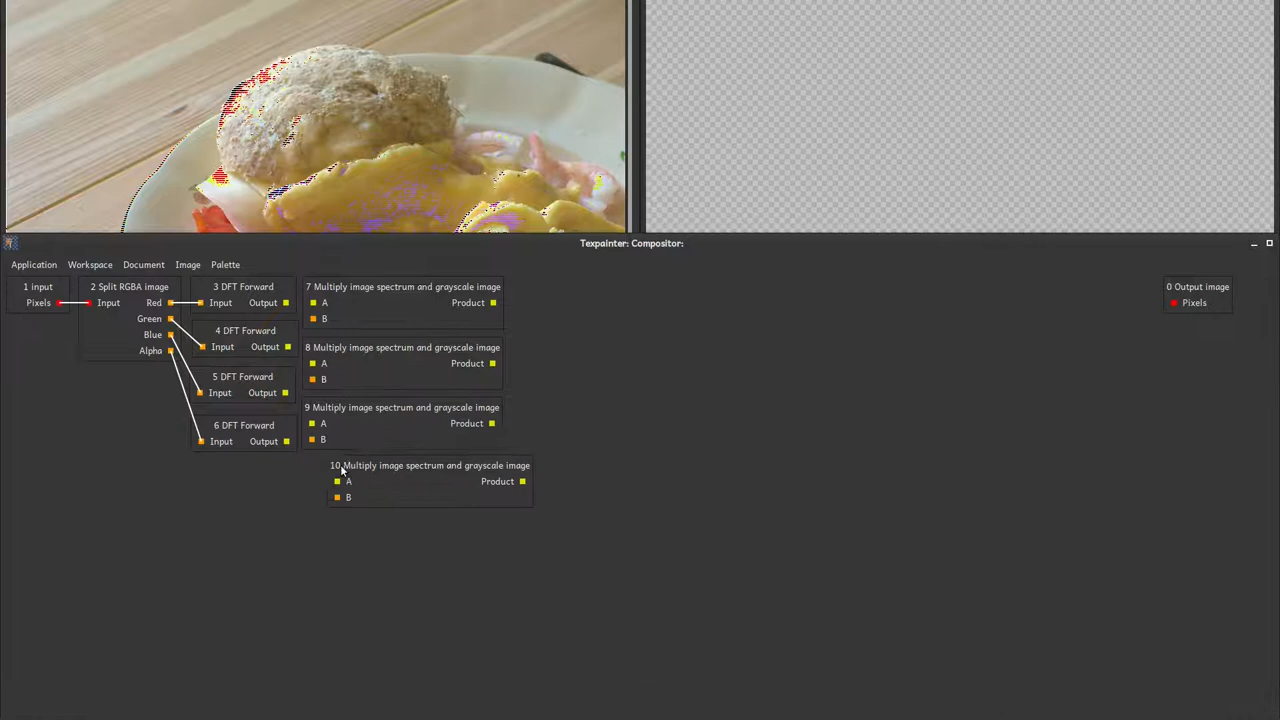 Texpainter: Compositor:
Application Workspace Document Image Palette
1 input
Pixels
2 Split RGBA image
Input Red
Green
Blue
Alpha
3 DFT Forward
Input Output
4 DFT Forward
Input Output
5 DFT Forward
Input Output
6 DFT Forward
Input Output
7 Multiply image spectrum and grayscale image
A Product
B
8 Multiply image spectrum and grayscale image
A Product
B
9 Multiply image spectrum and grayscale image
A Product
B
10 Multiply image spectrum and grayscale image
A Product
B
0 Output image
Pixels